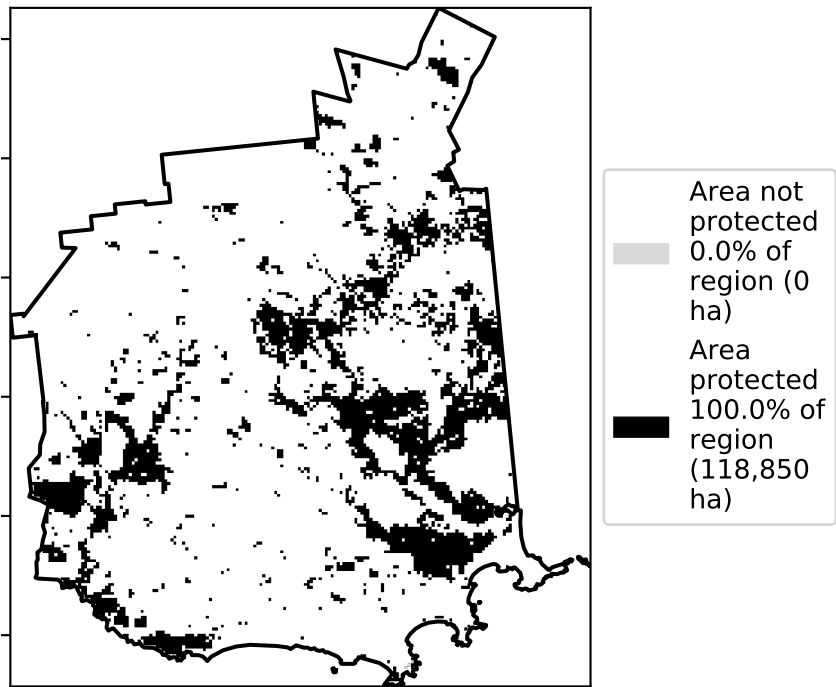 Area not
protected
0.0% of
region (0
ha)
Area
protected
100.0% of
region
(118,850
ha)